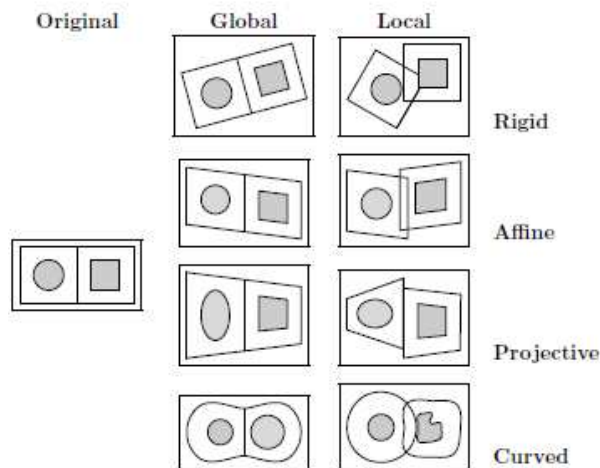 Original Global Local
Rigid
Affine
Projective
Curved